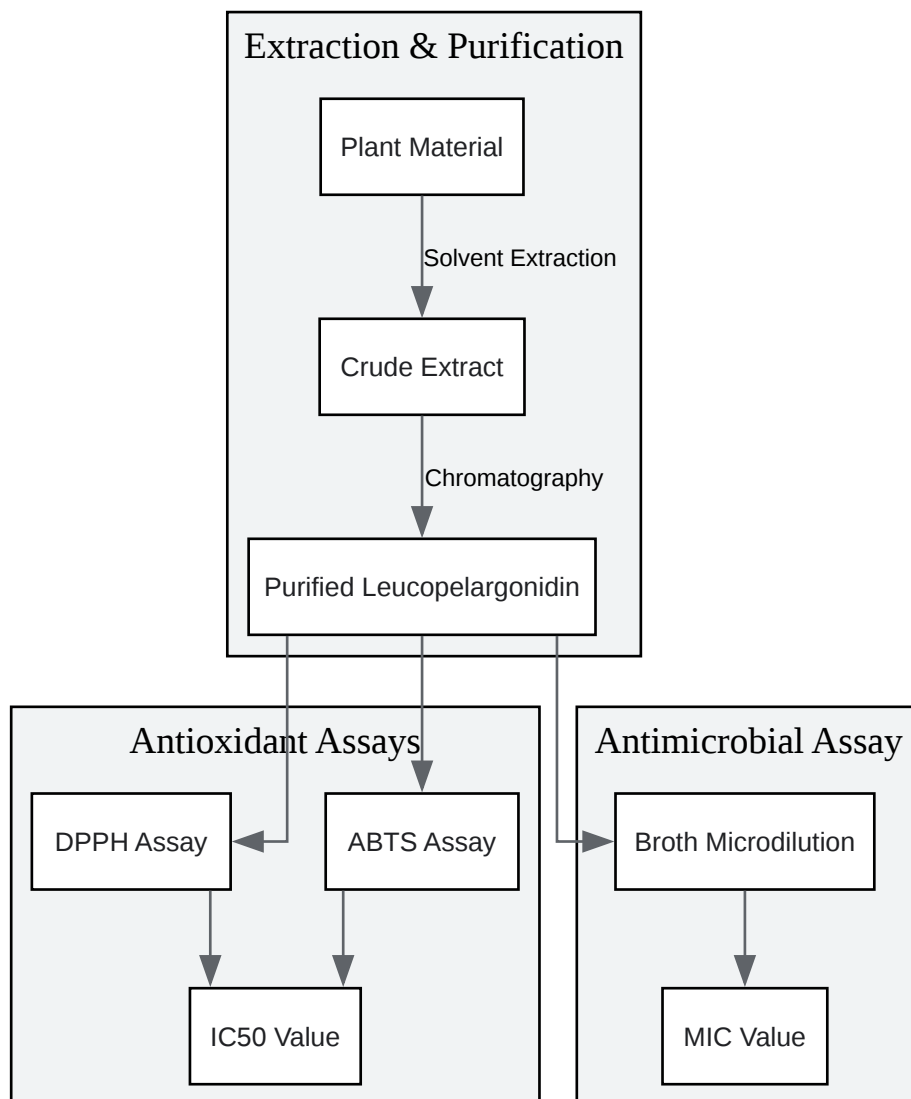 Extraction & Purification
Plant Material
Solvent Extraction
Crude Extract
Chromatography
Purified Leucopelargonidin
Antioxidant Assays
Antimicrobial Assay
DPPH Assay
ABTS Assay
Broth Microdilution
IC50 Value
MIC Value